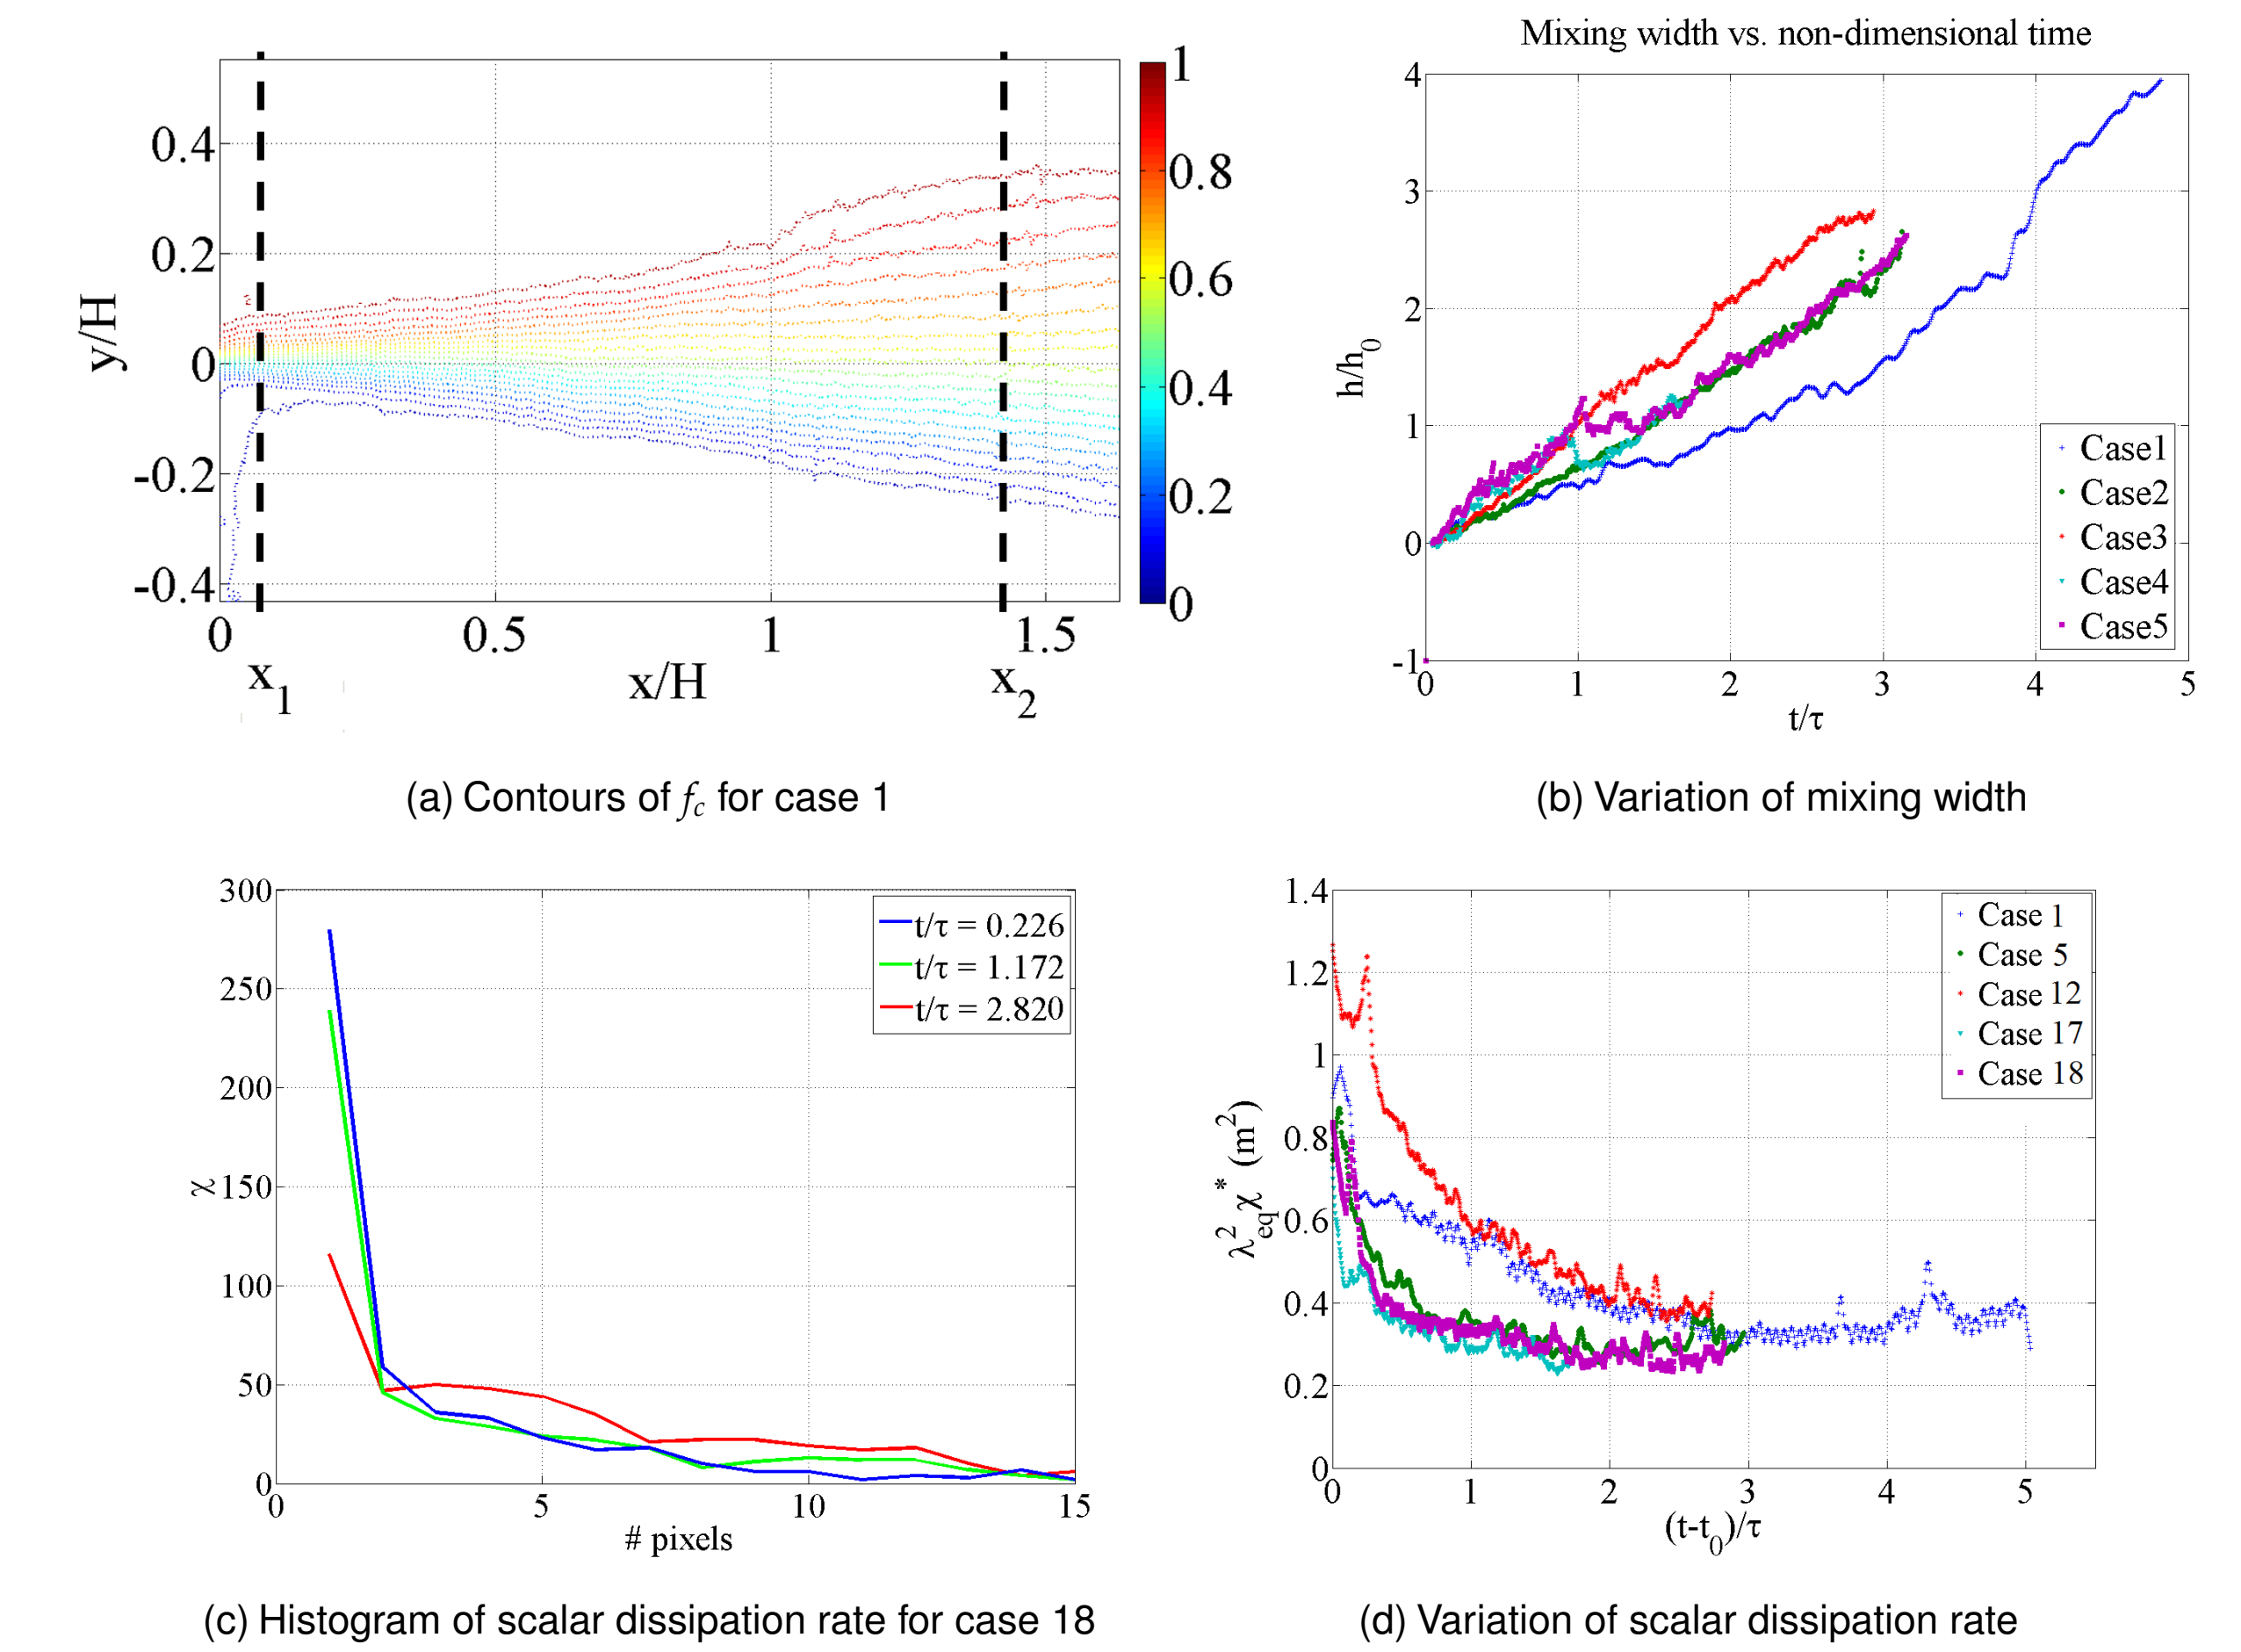 0.4
0.2
0
-0.2
-0.4
y/H
0 0.5 1 1.5
x₁ x/H x₂
1
0.8
0.6
0.4
0.2
0
(a) Contours of f_c for case 1
Mixing width vs. non-dimensional time
4
3
2
1
0
-1
h/h₀
0 1 2 3 4 5
t/τ
Case1
Case2
Case3
Case4
Case5
(b) Variation of mixing width
300
250
200
150
100
50
0
χ
0 5 10 15
# pixels
t/τ = 0.226
t/τ = 1.172
t/τ = 2.820
(c) Histogram of scalar dissipation rate for case 18
1.4
1.2
1
0.8
0.6
0.4
0.2
0
λ²_eq χ* (m²)
0 1 2 3 4 5
(t-t₀)/τ
Case 1
Case 5
Case 12
Case 17
Case 18
(d) Variation of scalar dissipation rate